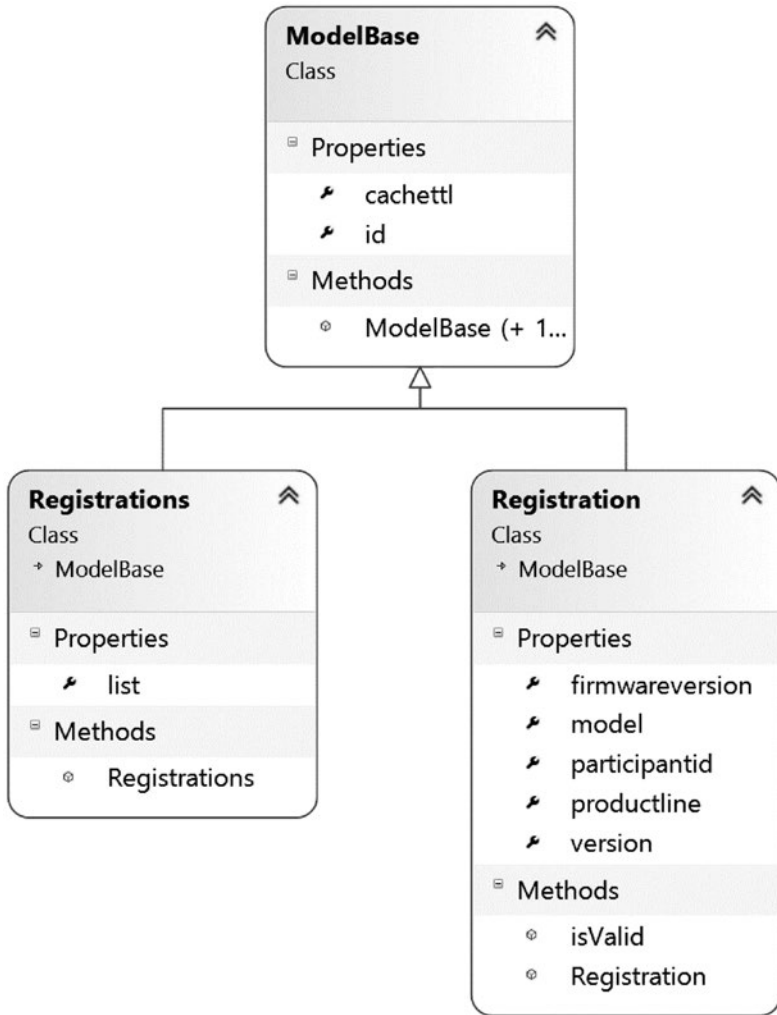 ModelBase
Class
Properties
cachettl
id
Methods
ModelBase (+ 1...
Registrations
Class
ModelBase
Properties
list
Methods
Registrations
Registration
Class
ModelBase
Properties
firmwareversion
model
participantid
productline
version
Methods
isValid
Registration